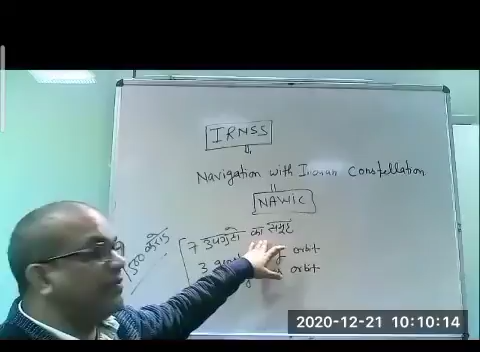 IRNSS
Navigation with Indian Constellation
NAWIC
7 उपग्रहों का समूह
orbit
3 orbit
1500 करोड़
2020-12-21 10:10:14